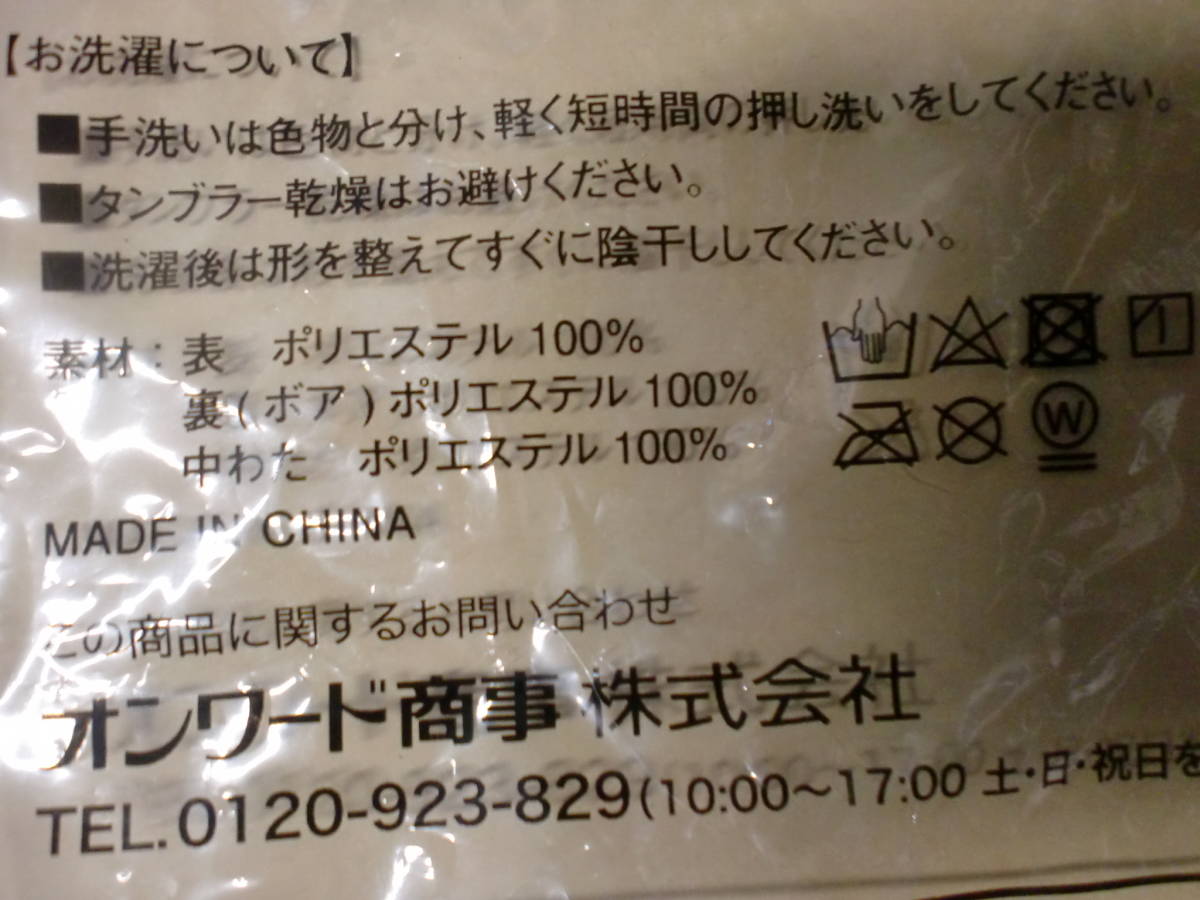 【お洗濯について】
■手洗いは色物と分け、軽く短時間の押し洗いをしてください。
■タンブラー乾燥はお避けください。
■洗濯後は形を整えてすぐに陰干ししてください。
素材：表　ポリエステル 100%
裏(ボア)ポリエステル 100%
中わた　ポリエステル 100%
W
MADE IN CHINA
この商品に関するお問い合わせ
オンワード商事 株式会社
TEL.0120-923-829(10:00～17:00 土・日・祝日を